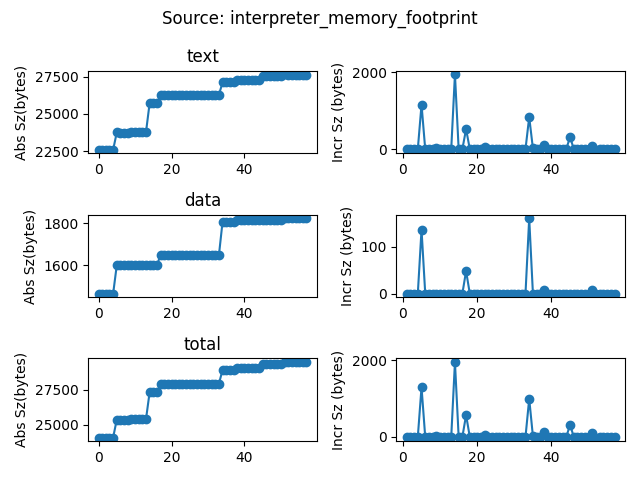 Source: interpreter_memory_footprint
text
Abs Sz(bytes)
27500
25000
22500
0 20 40
Incr Sz (bytes)
2000
0
0 20 40
data
Abs Sz(bytes)
1800
1600
0 20 40
Incr Sz (bytes)
100
0
0 20 40
total
Abs Sz(bytes)
27500
25000
0 20 40
Incr Sz (bytes)
2000
0
0 20 40